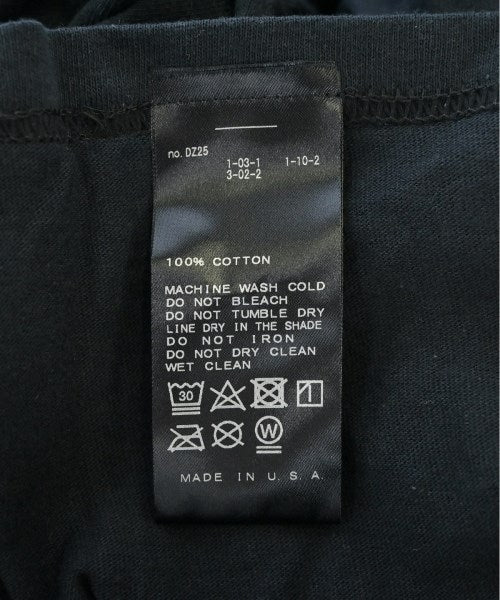 no. DZ25
1-03-1 1-10-2
3-02-2
100% COTTON
MACHINE WASH COLD
DO NOT BLEACH
DO NOT TUMBLE DRY
LINE DRY IN THE SHADE
DO NOT IRON
DO NOT DRY CLEAN
WET CLEAN
30
W
MADE IN U. S. A.